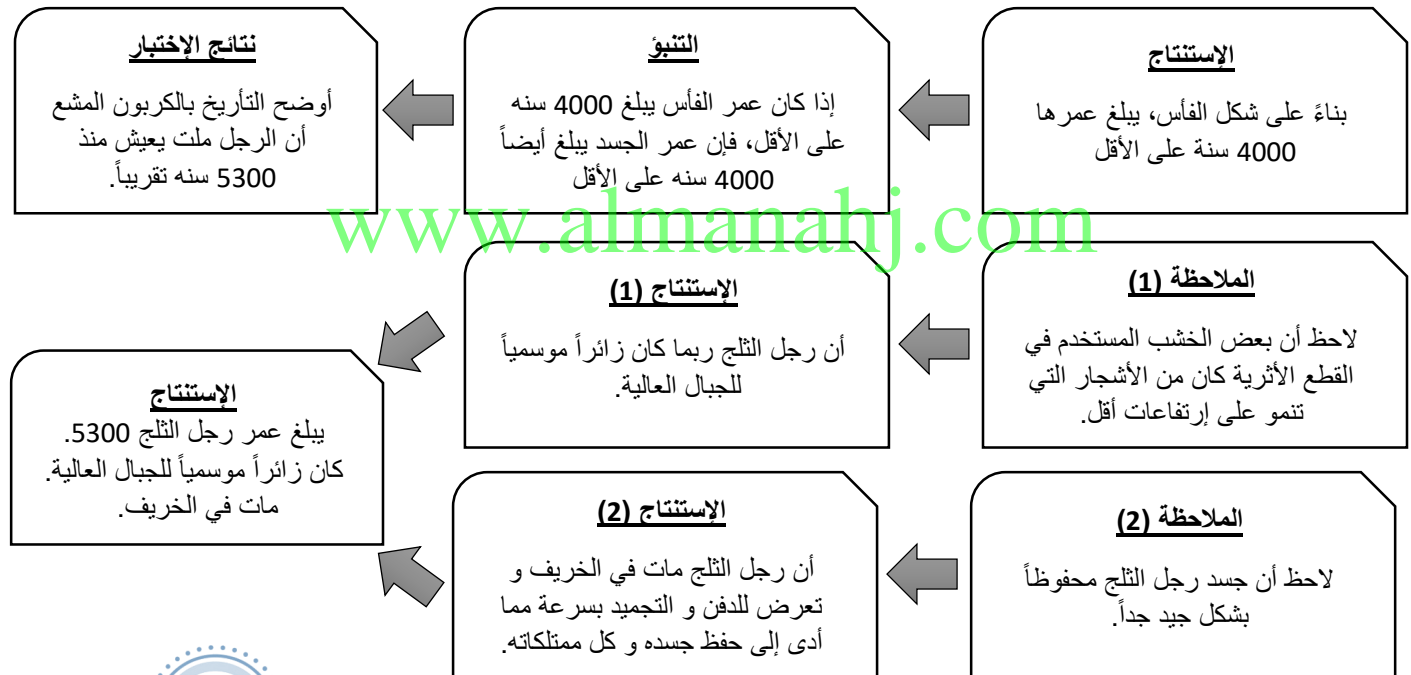 الإستنتاج
بناءً على شكل الفأس، يبلغ عمرها
4000 سنة على الأقل
التنبؤ
إذا كان عمر الفأس يبلغ 4000 سنه
على الأقل، فإن عمر الجسد يبلغ أيضاً
4000 سنه على الأقل
نتائج الإختبار
أوضح التأريخ بالكربون المشع
أن الرجل ملت يعيش منذ
5300 سنه تقريباً.
www.almanahj.com
الملاحظة (1)
لاحظ أن بعض الخشب المستخدم في
القطع الأثرية كان من الأشجار التي
تنمو على إرتفاعات أقل.
الإستنتاج (1)
أن رجل الثلج ربما كان زائراً موسمياً
للجبال العالية.
الملاحظة (2)
لاحظ أن جسد رجل الثلج محفوظاً
بشكل جيد جداً.
الإستنتاج (2)
أن رجل الثلج مات في الخريف و
تعرض للدفن و التجميد بسرعة مما
أدى إلى حفظ جسده و كل ممتلكاته.
الإستنتاج
يبلغ عمر رجل الثلج 5300.
كان زائراً موسمياً للجبال العالية.
مات في الخريف.